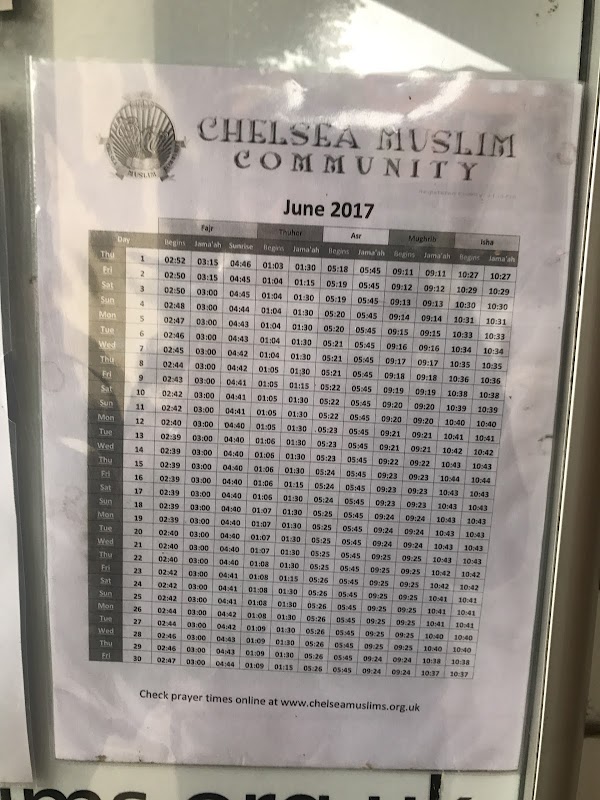 CHELSEA MUSLIM
COMMUNITY
MUSLIM
June 2017
Fajr Thuher Asr Maghrib Isha
Day Begins Jama'ah Sunrise Begins Jama'ah Begins Jama'ah Begins Jama'ah Begins Jama'ah
Thu 1 02:52 03:15 04:46 01:03 01:30 05:18 05:45 09:11 09:11 10:27 10:27
Fri 2 02:50 03:15 04:45 01:04 01:15 05:19 05:45 09:12 09:12 10:29 10:29
Sat 3 02:50 03:00 04:45 01:04 01:30 05:19 05:45 09:13 09:13 10:30 10:30
Sun 4 02:48 03:00 04:44 01:04 01:30 05:20 05:45 09:14 09:14 10:31 10:31
Mon 5 02:47 03:00 04:43 01:04 01:30 05:20 05:45 09:15 09:15 10:33 10:33
Tue 6 02:46 03:00 04:43 01:04 01:30 05:21 05:45 09:16 09:16 10:34 10:34
Wed 7 02:45 03:00 04:42 01:04 01:30 05:21 05:45 09:17 09:17 10:35 10:35
Thu 8 02:44 03:00 04:42 01:05 01:30 05:21 05:45 09:18 09:18 10:36 10:36
Fri 9 02:43 03:00 04:41 01:05 01:15 05:22 05:45 09:19 09:19 10:38 10:38
Sat 10 02:42 03:00 04:41 01:05 01:30 05:22 05:45 09:20 09:20 10:39 10:39
Sun 11 02:42 03:00 04:41 01:05 01:30 05:22 05:45 09:20 09:20 10:40 10:40
Mon 12 02:40 03:00 04:40 01:05 01:30 05:23 05:45 09:21 09:21 10:41 10:41
Tue 13 02:39 03:00 04:40 01:06 01:30 05:23 05:45 09:21 09:21 10:42 10:42
Wed 14 02:39 03:00 04:40 01:06 01:30 05:23 05:45 09:22 09:22 10:43 10:43
Thu 15 02:39 03:00 04:40 01:06 01:30 05:24 05:45 09:23 09:23 10:44 10:44
Fri 16 02:39 03:00 04:40 01:06 01:15 05:24 05:45 09:23 09:23 10:43 10:43
Sat 17 02:39 03:00 04:40 01:06 01:30 05:24 05:45 09:23 09:23 10:43 10:43
Sun 18 02:39 03:00 04:40 01:07 01:30 05:25 05:45 09:24 09:24 10:43 10:43
Mon 19 02:39 03:00 04:40 01:07 01:30 05:25 05:45 09:24 09:24 10:43 10:43
Tue 20 02:40 03:00 04:40 01:07 01:30 05:25 05:45 09:24 09:24 10:43 10:43
Wed 21 02:40 03:00 04:40 01:07 01:30 05:25 05:45 09:24 09:24 10:43 10:43
Thu 22 02:40 03:00 04:40 01:08 01:30 05:25 05:45 09:25 09:25 10:43 10:43
Fri 23 02:42 03:00 04:41 01:08 01:15 05:26 05:45 09:25 09:25 10:42 10:42
Sat 24 02:42 03:00 04:41 01:08 01:30 05:26 05:45 09:25 09:25 10:42 10:42
Sun 25 02:42 03:00 04:41 01:08 01:30 05:26 05:45 09:25 09:25 10:41 10:41
Mon 26 02:44 03:00 04:42 01:08 01:30 05:26 05:45 09:25 09:25 10:41 10:41
Tue 27 02:44 03:00 04:42 01:09 01:30 05:26 05:45 09:25 09:25 10:40 10:40
Wed 28 02:46 03:00 04:43 01:09 01:30 05:26 05:45 09:25 09:25 10:40 10:40
Thu 29 02:46 03:00 04:43 01:09 01:30 05:26 05:45 09:24 09:24 10:38 10:38
Fri 30 02:47 03:00 04:44 01:09 01:15 05:26 05:45 09:24 09:24 10:37 10:37
Check prayer times online at www.chelseamuslims.org.uk
ims.org.uk